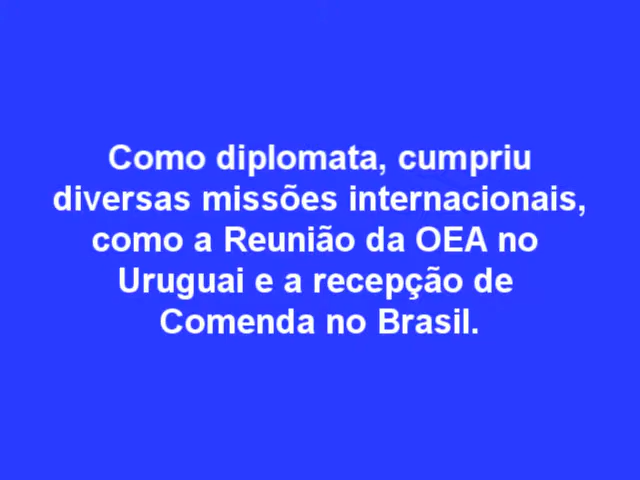 Como diplomata, cumpriu
diversas missões internacionais,
como a Reunião da OEA no
Uruguai e a recepção de
Comenda no Brasil.